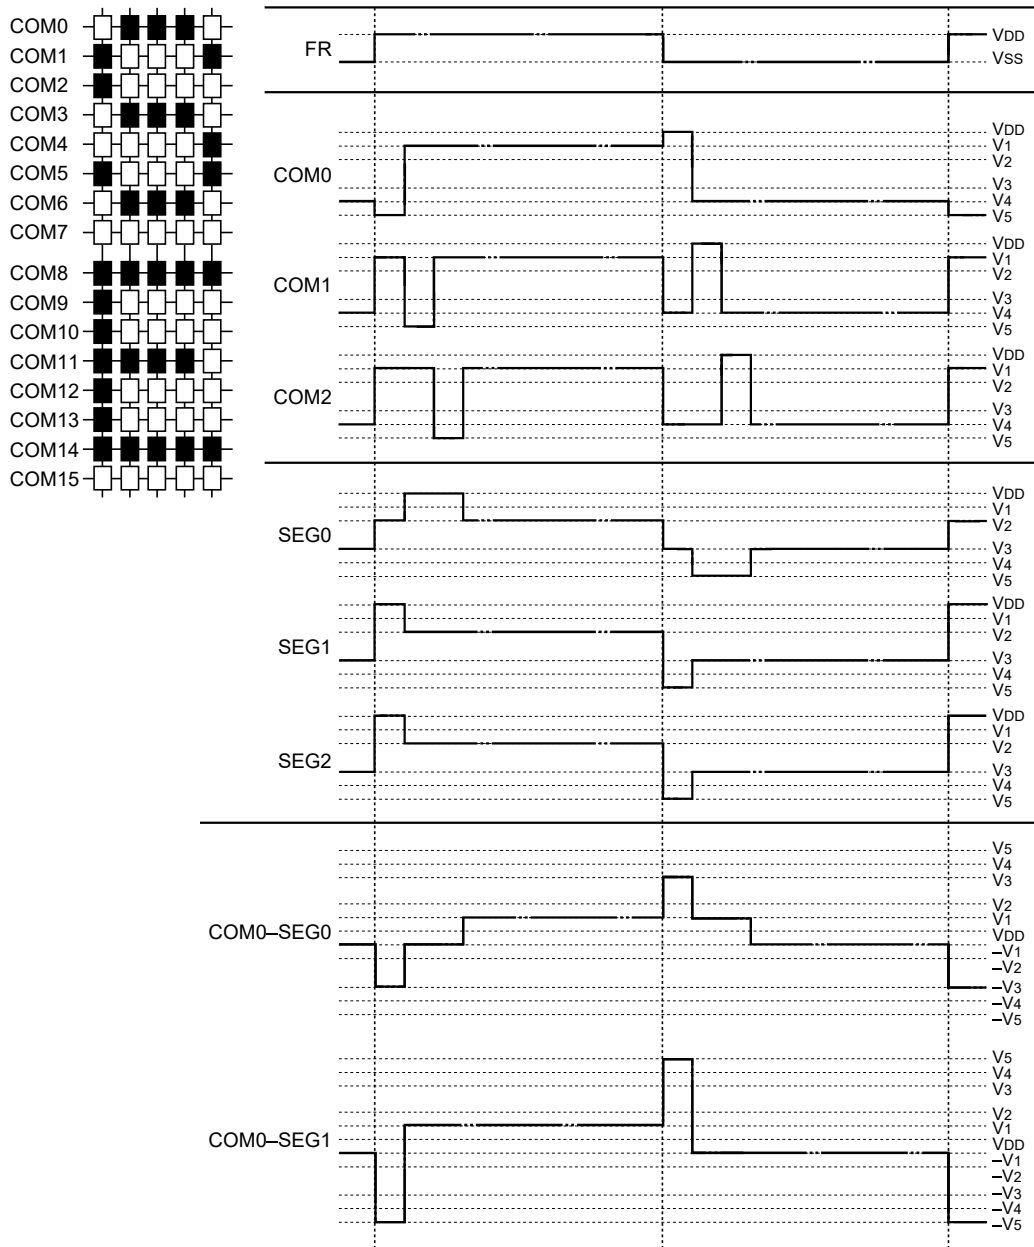 COM0
COM1
COM2
COM3
COM4
COM5
COM6
COM7
COM8
COM9
COM10
COM11
COM12
COM13
COM14
COM15
FR
VDD
VSS
COM0
VDD
V1
V2
V3
V4
V5
COM1
VDD
V1
V2
V3
V4
V5
COM2
VDD
V1
V2
V3
V4
V5
SEG0
VDD
V1
V2
V3
V4
V5
SEG1
VDD
V1
V2
V3
V4
V5
SEG2
VDD
V1
V2
V3
V4
V5
COM0–SEG0
V5
V4
V3
V2
V1
VDD
–V1
–V2
–V3
–V4
–V5
COM0–SEG1
V5
V4
V3
V2
V1
VDD
–V1
–V2
–V3
–V4
–V5